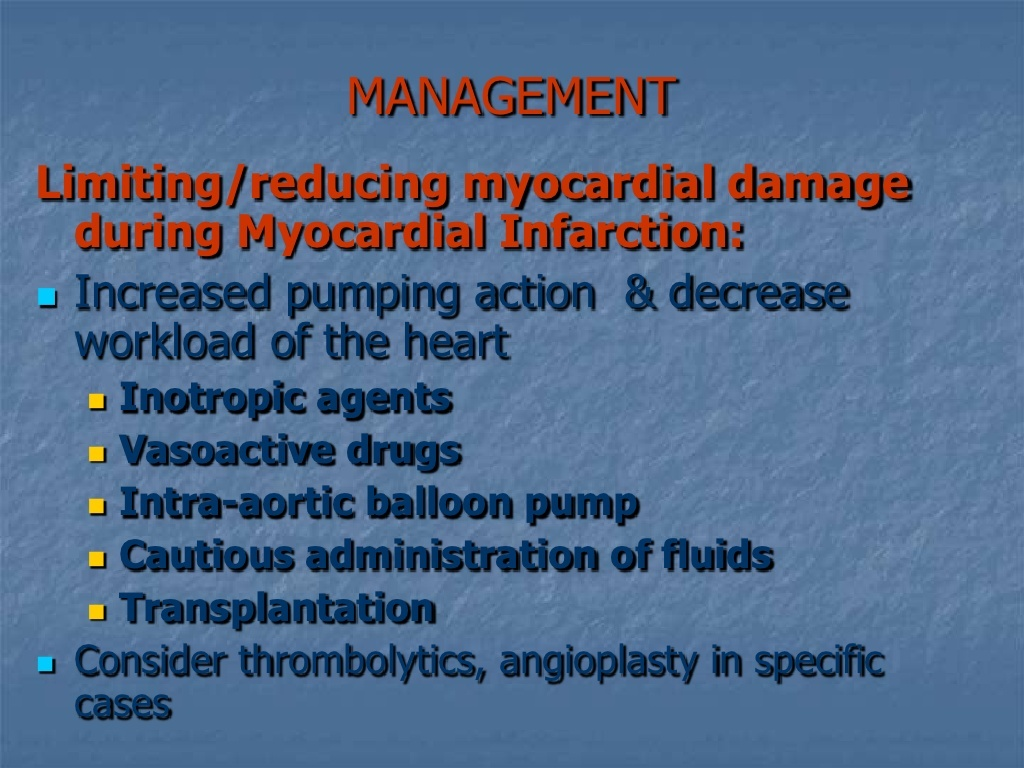 MANAGEMENT
Limiting/reducing myocardial damage
during Myocardial Infarction:
Increased pumping action & decrease
workload of the heart
Inotropic agents
Vasoactive drugs
Intra-aortic balloon pump
Cautious administration of fluids
Transplantation
Consider thrombolytics, angioplasty in specific
cases